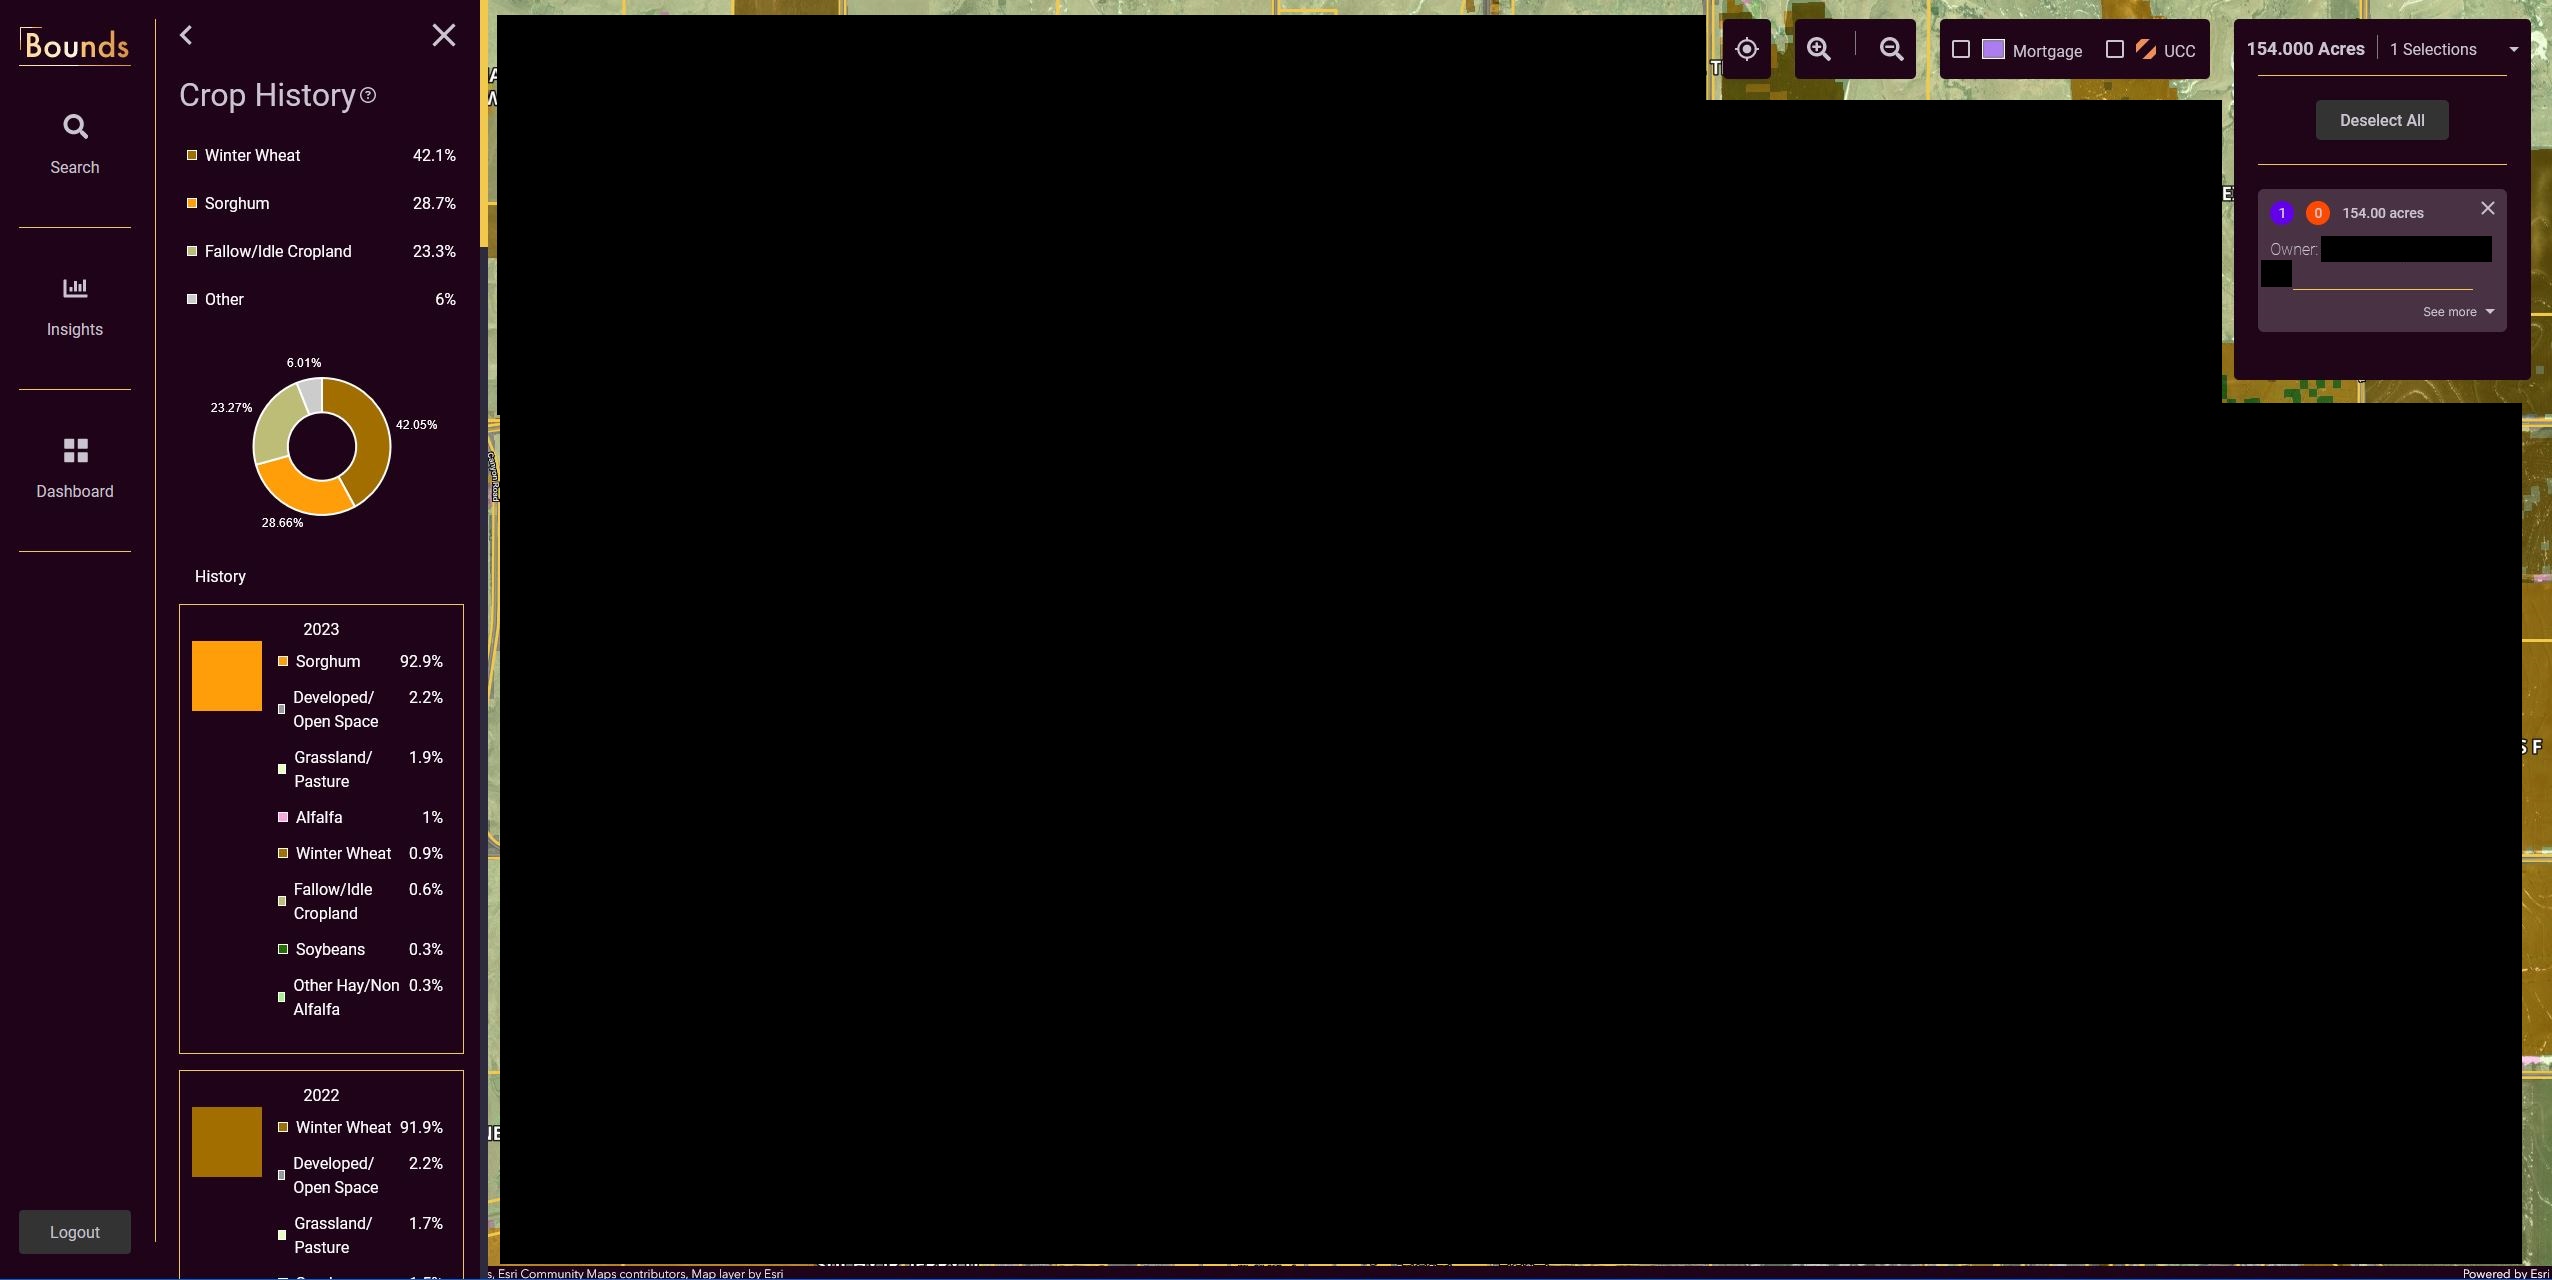 Bounds
Search
Insights
Dashboard
Logout
Crop History
Winter Wheat 42.1%
Sorghum 28.7%
Fallow/Idle Cropland 23.3%
Other 6%
6.01%
23.27%
42.05%
28.66%
History
2023
Sorghum 92.9%
Developed/ 2.2%
Open Space
Grassland/ 1.9%
Pasture
Alfalfa 1%
Winter Wheat 0.9%
Fallow/Idle 0.6%
Cropland
Soybeans 0.3%
Other Hay/Non 0.3%
Alfalfa
2022
Winter Wheat 91.9%
Developed/ 2.2%
Open Space
Grassland/ 1.7%
Pasture
Canyon Road
Mortgage
UCC
154.000 Acres 1 Selections
Deselect All
1 0 154.00 acres
Owner:
See more
S F
s, Esri Community Maps contributors, Map layer by Esri
Powered by Esri